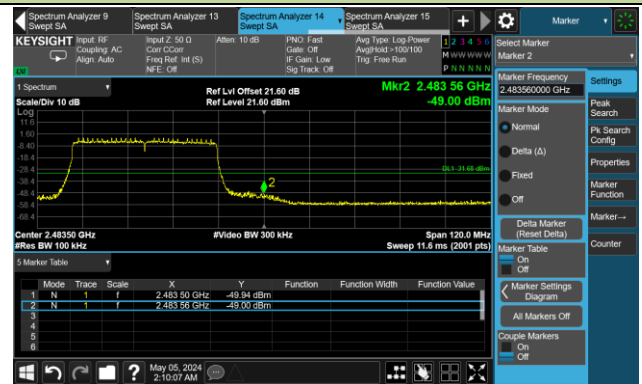 Spectrum Analyzer 9
Swept SA
Spectrum Analyzer 13
Swept SA
Spectrum Analyzer 14
Swept SA
Spectrum Analyzer 15
Swept SA
Marker
KEYSIGHT
Input: RF
Coupling: AC
Align: Auto
Input Z: 50 Ω
Corr CCorr
Freq Ref: Int (S)
NFE: Off
Atten: 10 dB
PNO: Fast
Gate: Off
IF Gain: Low
Sig Track: Off
Avg Type: Log-Power
Avg|Hold:>100/100
Trig: Free Run
1 2 3 4 5 6
M W W W W W
P N N N N N
Select Marker
Marker 2
1 Spectrum
Scale/Div 10 dB
Log
Ref Lvl Offset 21.60 dB
Ref Level 21.60 dBm
Mkr2 2.483 56 GHz
-49.00 dBm
11.6
1.60
-8.40
-18.4
-28.4
-38.4
-48.4
-58.4
-68.4
DL1 -31.68 dBm
2
Center 2.48350 GHz
#Res BW 100 kHz
#Video BW 300 kHz
Span 120.0 MHz
Sweep 11.6 ms (2001 pts)
5 Marker Table
Mode Trace Scale X Y Function Function Width Function Value
1 N 1 f 2.483 50 GHz -49.94 dBm
2 N 1 f 2.483 56 GHz -49.00 dBm
3
4
5
6
Marker Frequency
2.483560000 GHz
Marker Mode
Normal
Delta (Δ)
Fixed
Off
Delta Marker
(Reset Delta)
Marker Table
On
Off
Marker Settings
Diagram
All Markers Off
Couple Markers
On
Off
Settings
Peak
Search
Pk Search
Config
Properties
Marker
Function
Marker→
Counter
?
May 05, 2024
2:10:07 AM